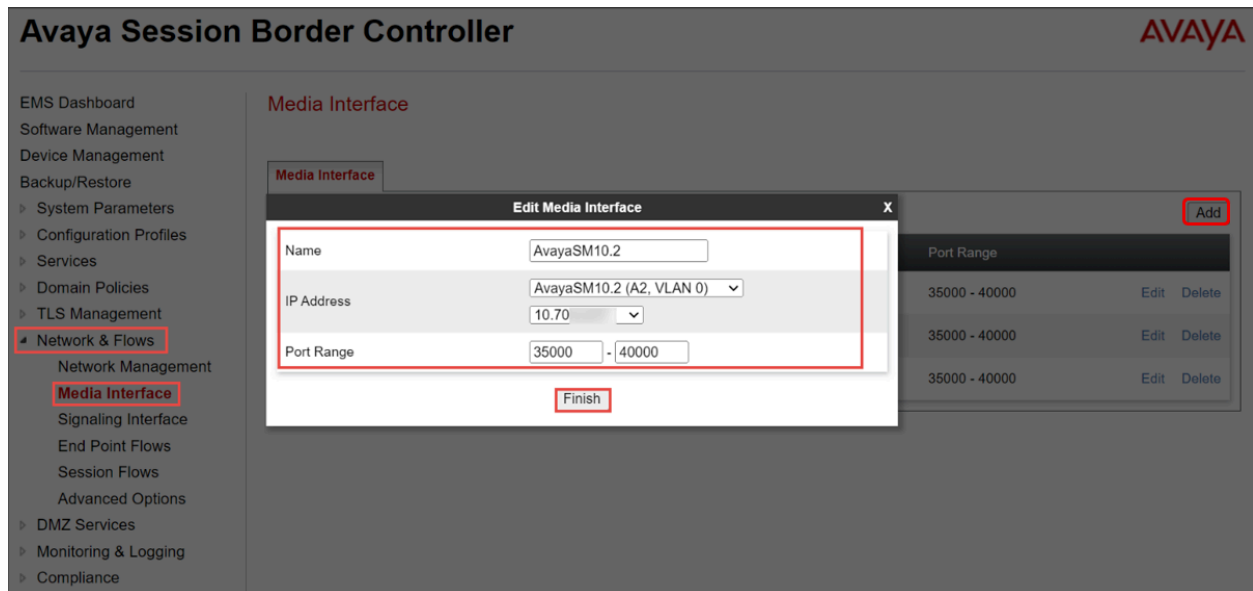 Avaya Session Border Controller
AVAYA
EMS Dashboard
Software Management
Device Management
Backup/Restore
System Parameters
Configuration Profiles
Services
Domain Policies
TLS Management
Network & Flows
Network Management
Media Interface
Signaling Interface
End Point Flows
Session Flows
Advanced Options
DMZ Services
Monitoring & Logging
Compliance
Media Interface
Media Interface
Add
Port Range
35000 - 40000 Edit Delete
35000 - 40000 Edit Delete
35000 - 40000 Edit Delete
Edit Media Interface X
Name AvayaSM10.2
IP Address AvayaSM10.2 (A2, VLAN 0)
10.70
Port Range 35000 - 40000
Finish